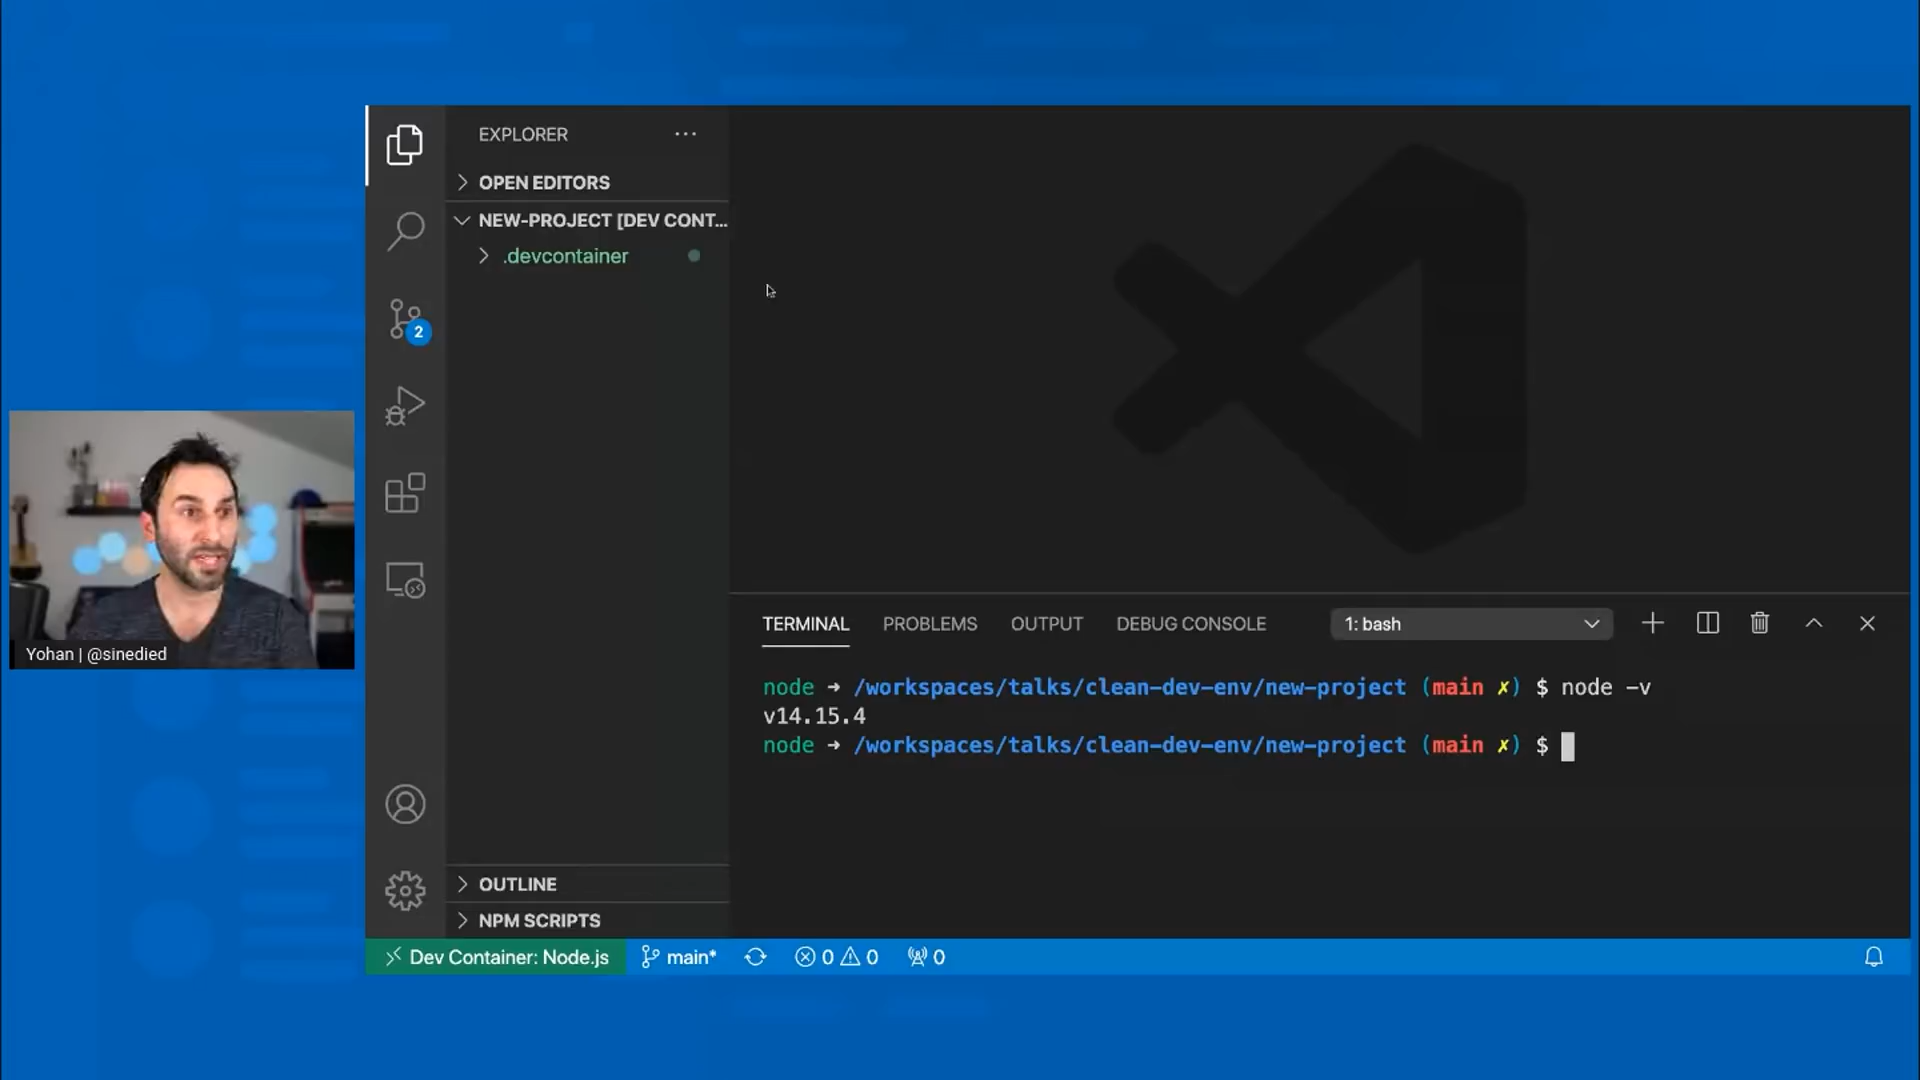 EXPLORER
OPEN EDITORS
NEW-PROJECT [DEV CONT...
.devcontainer
2
Yohan | @sinedied
TERMINAL PROBLEMS OUTPUT DEBUG CONSOLE 1: bash
node ➜ /workspaces/talks/clean-dev-env/new-project (main ✗) $ node -v
v14.15.4
node ➜ /workspaces/talks/clean-dev-env/new-project (main ✗) $
OUTLINE
NPM SCRIPTS
Dev Container: Node.js main* 0 0 0